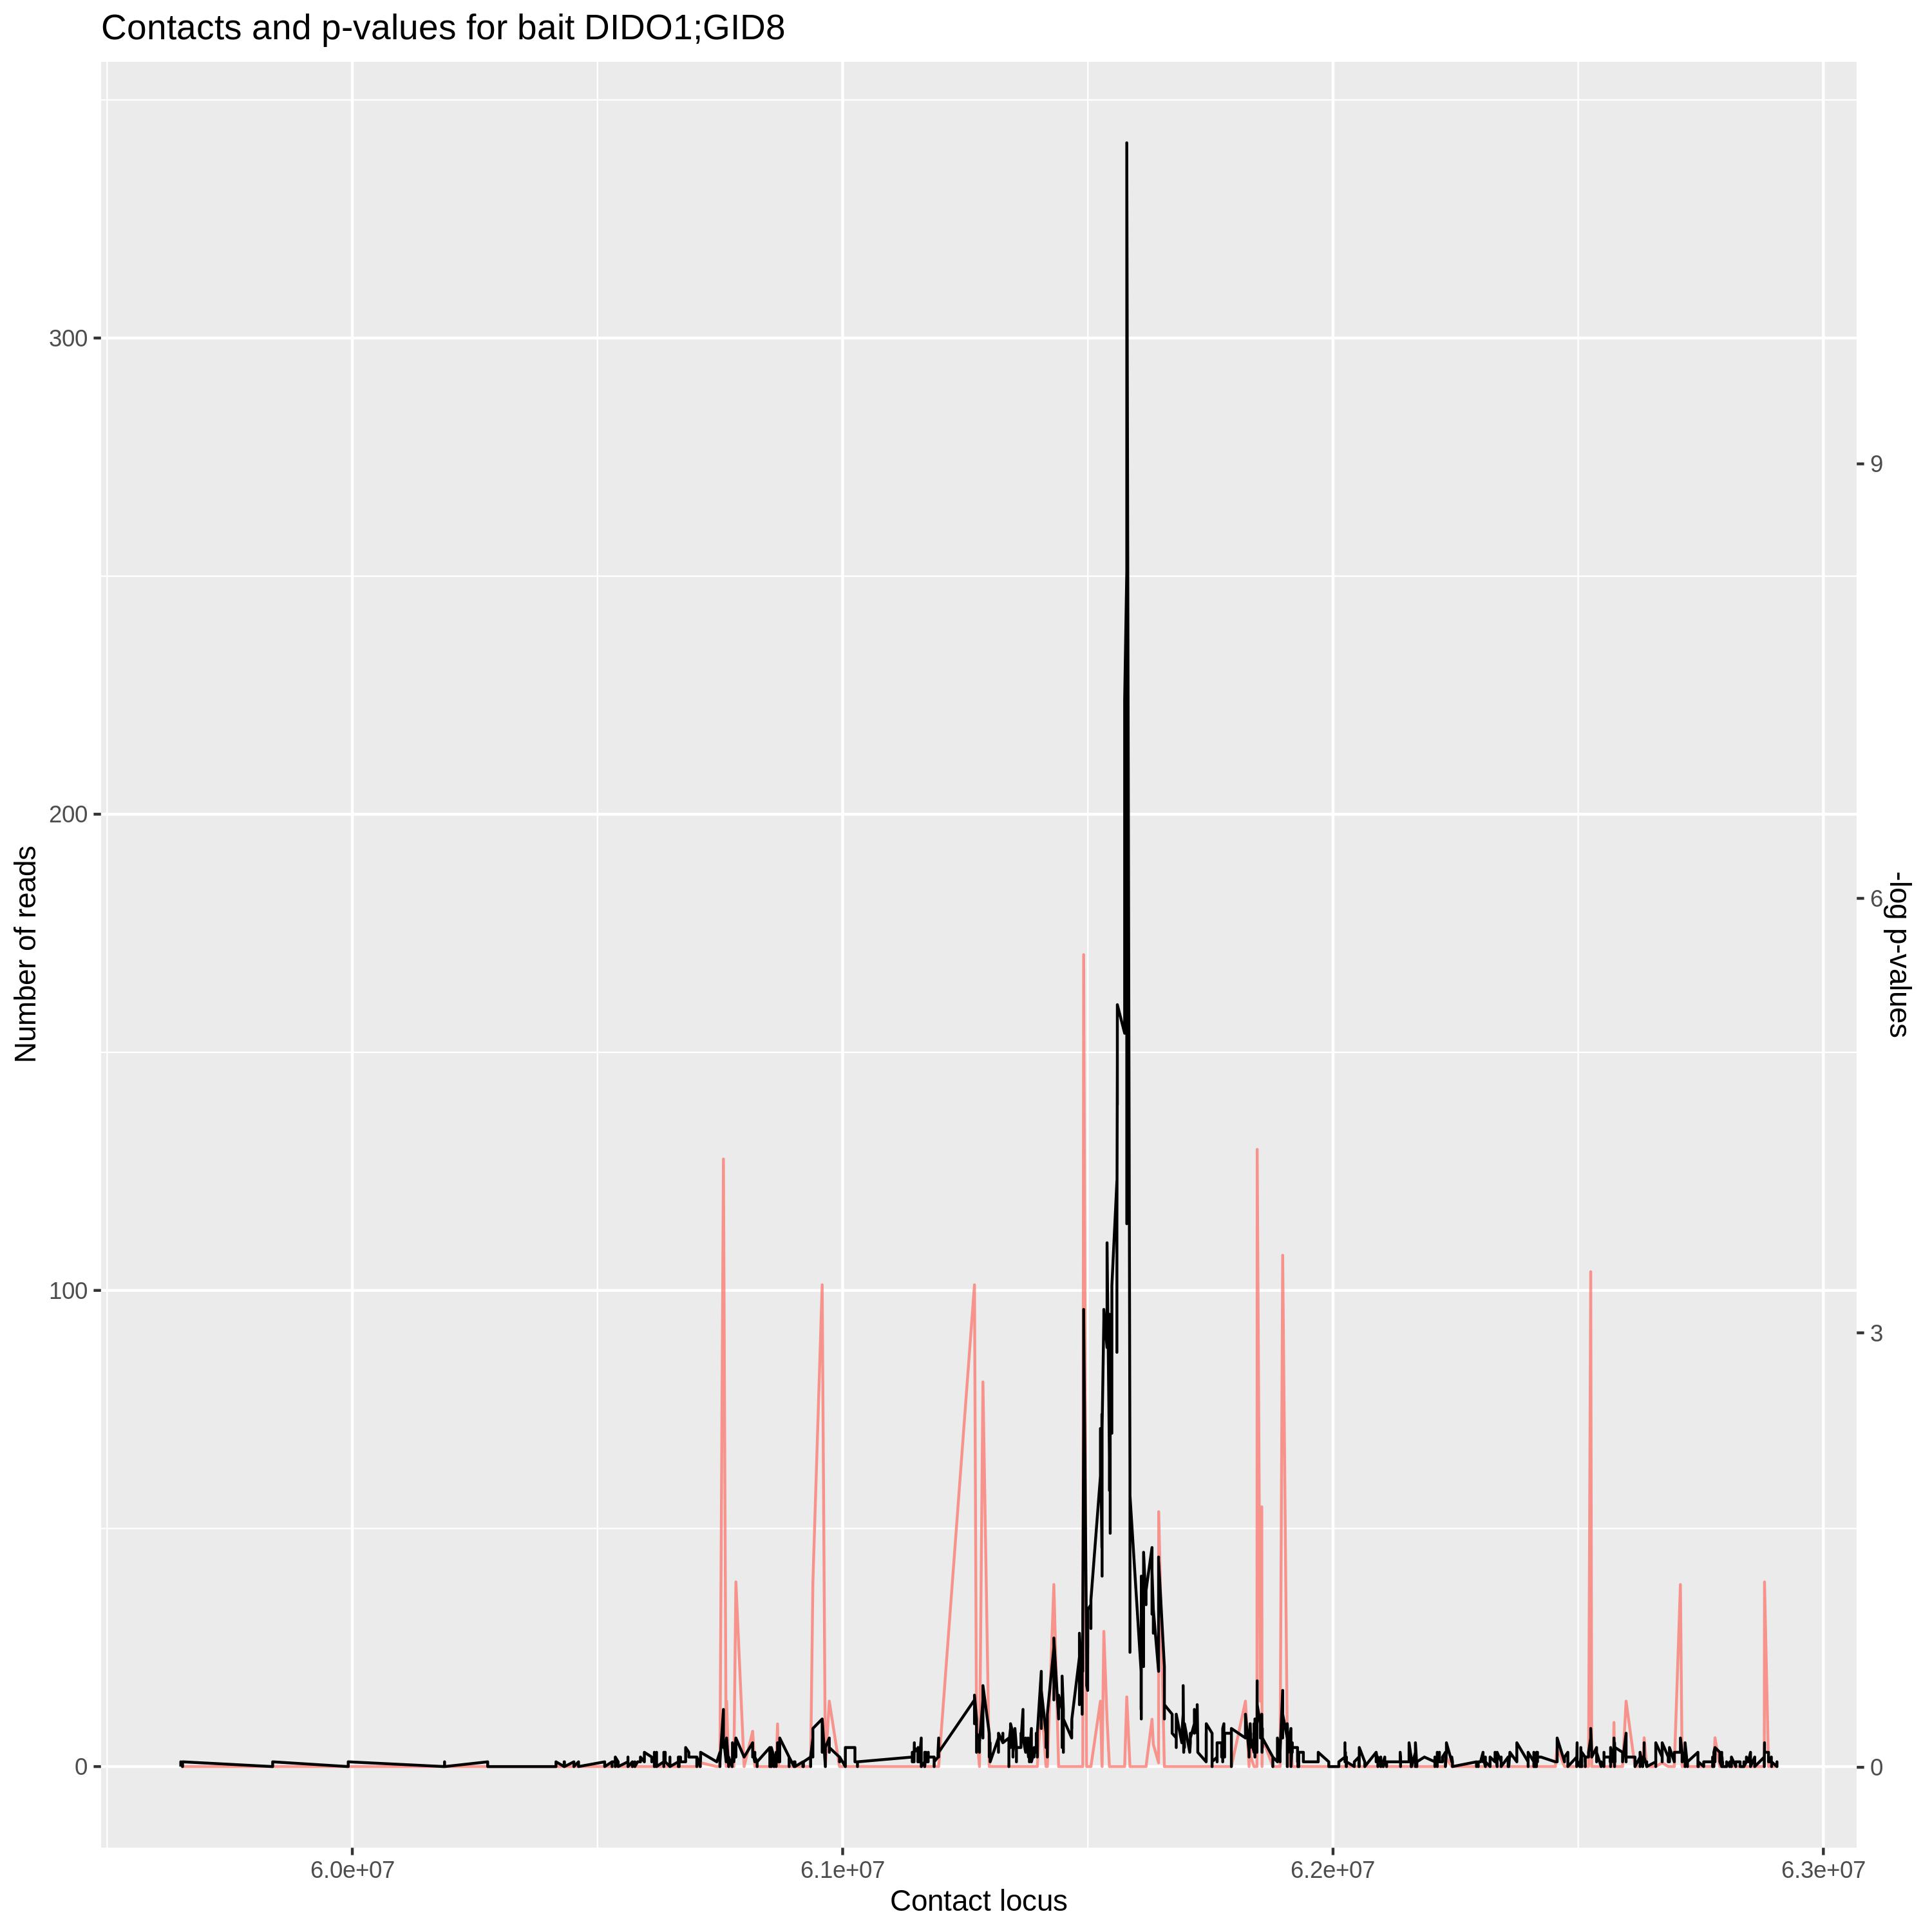 Contacts and p-values for bait DIDO1;GID8
300
200
100
0
Number of reads
9
6
3
0
-log p-values
6.0e+07
6.1e+07
6.2e+07
6.3e+07
Contact locus